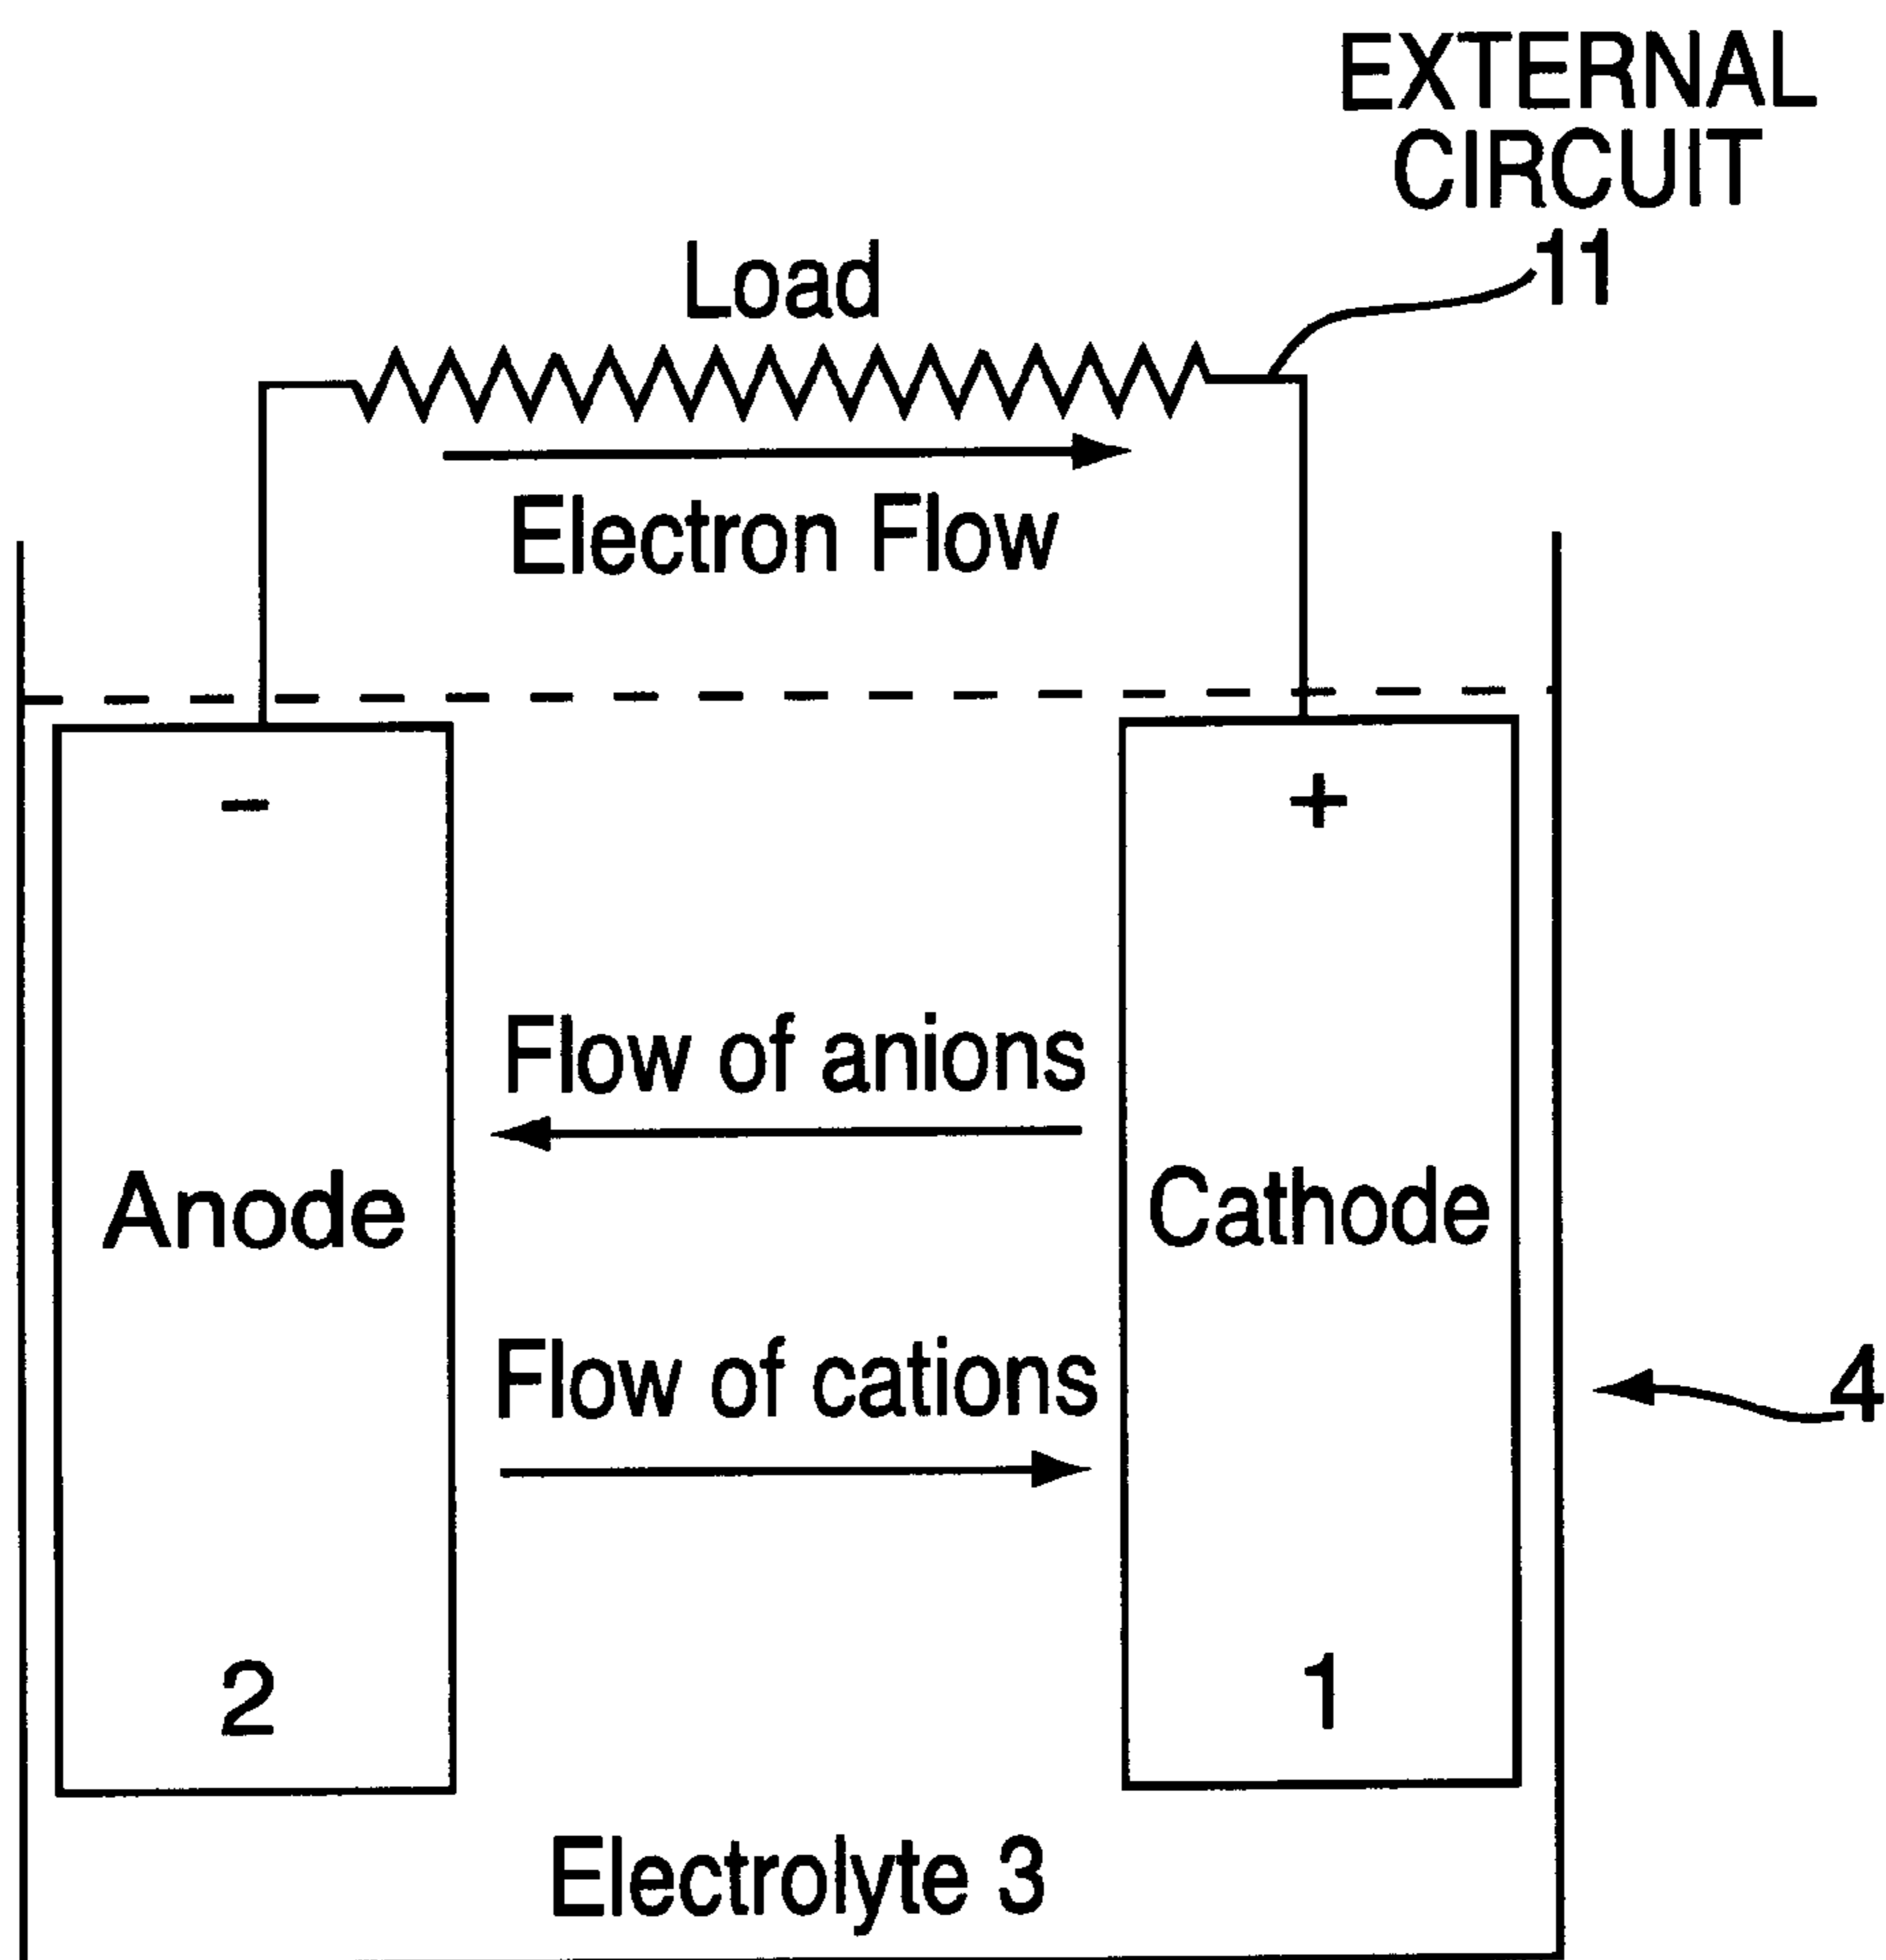 EXTERNAL
CIRCUIT
11
Load
Electron Flow
−
+
Flow of anions
Anode
Cathode
Flow of cations
4
2
1
Electrolyte 3